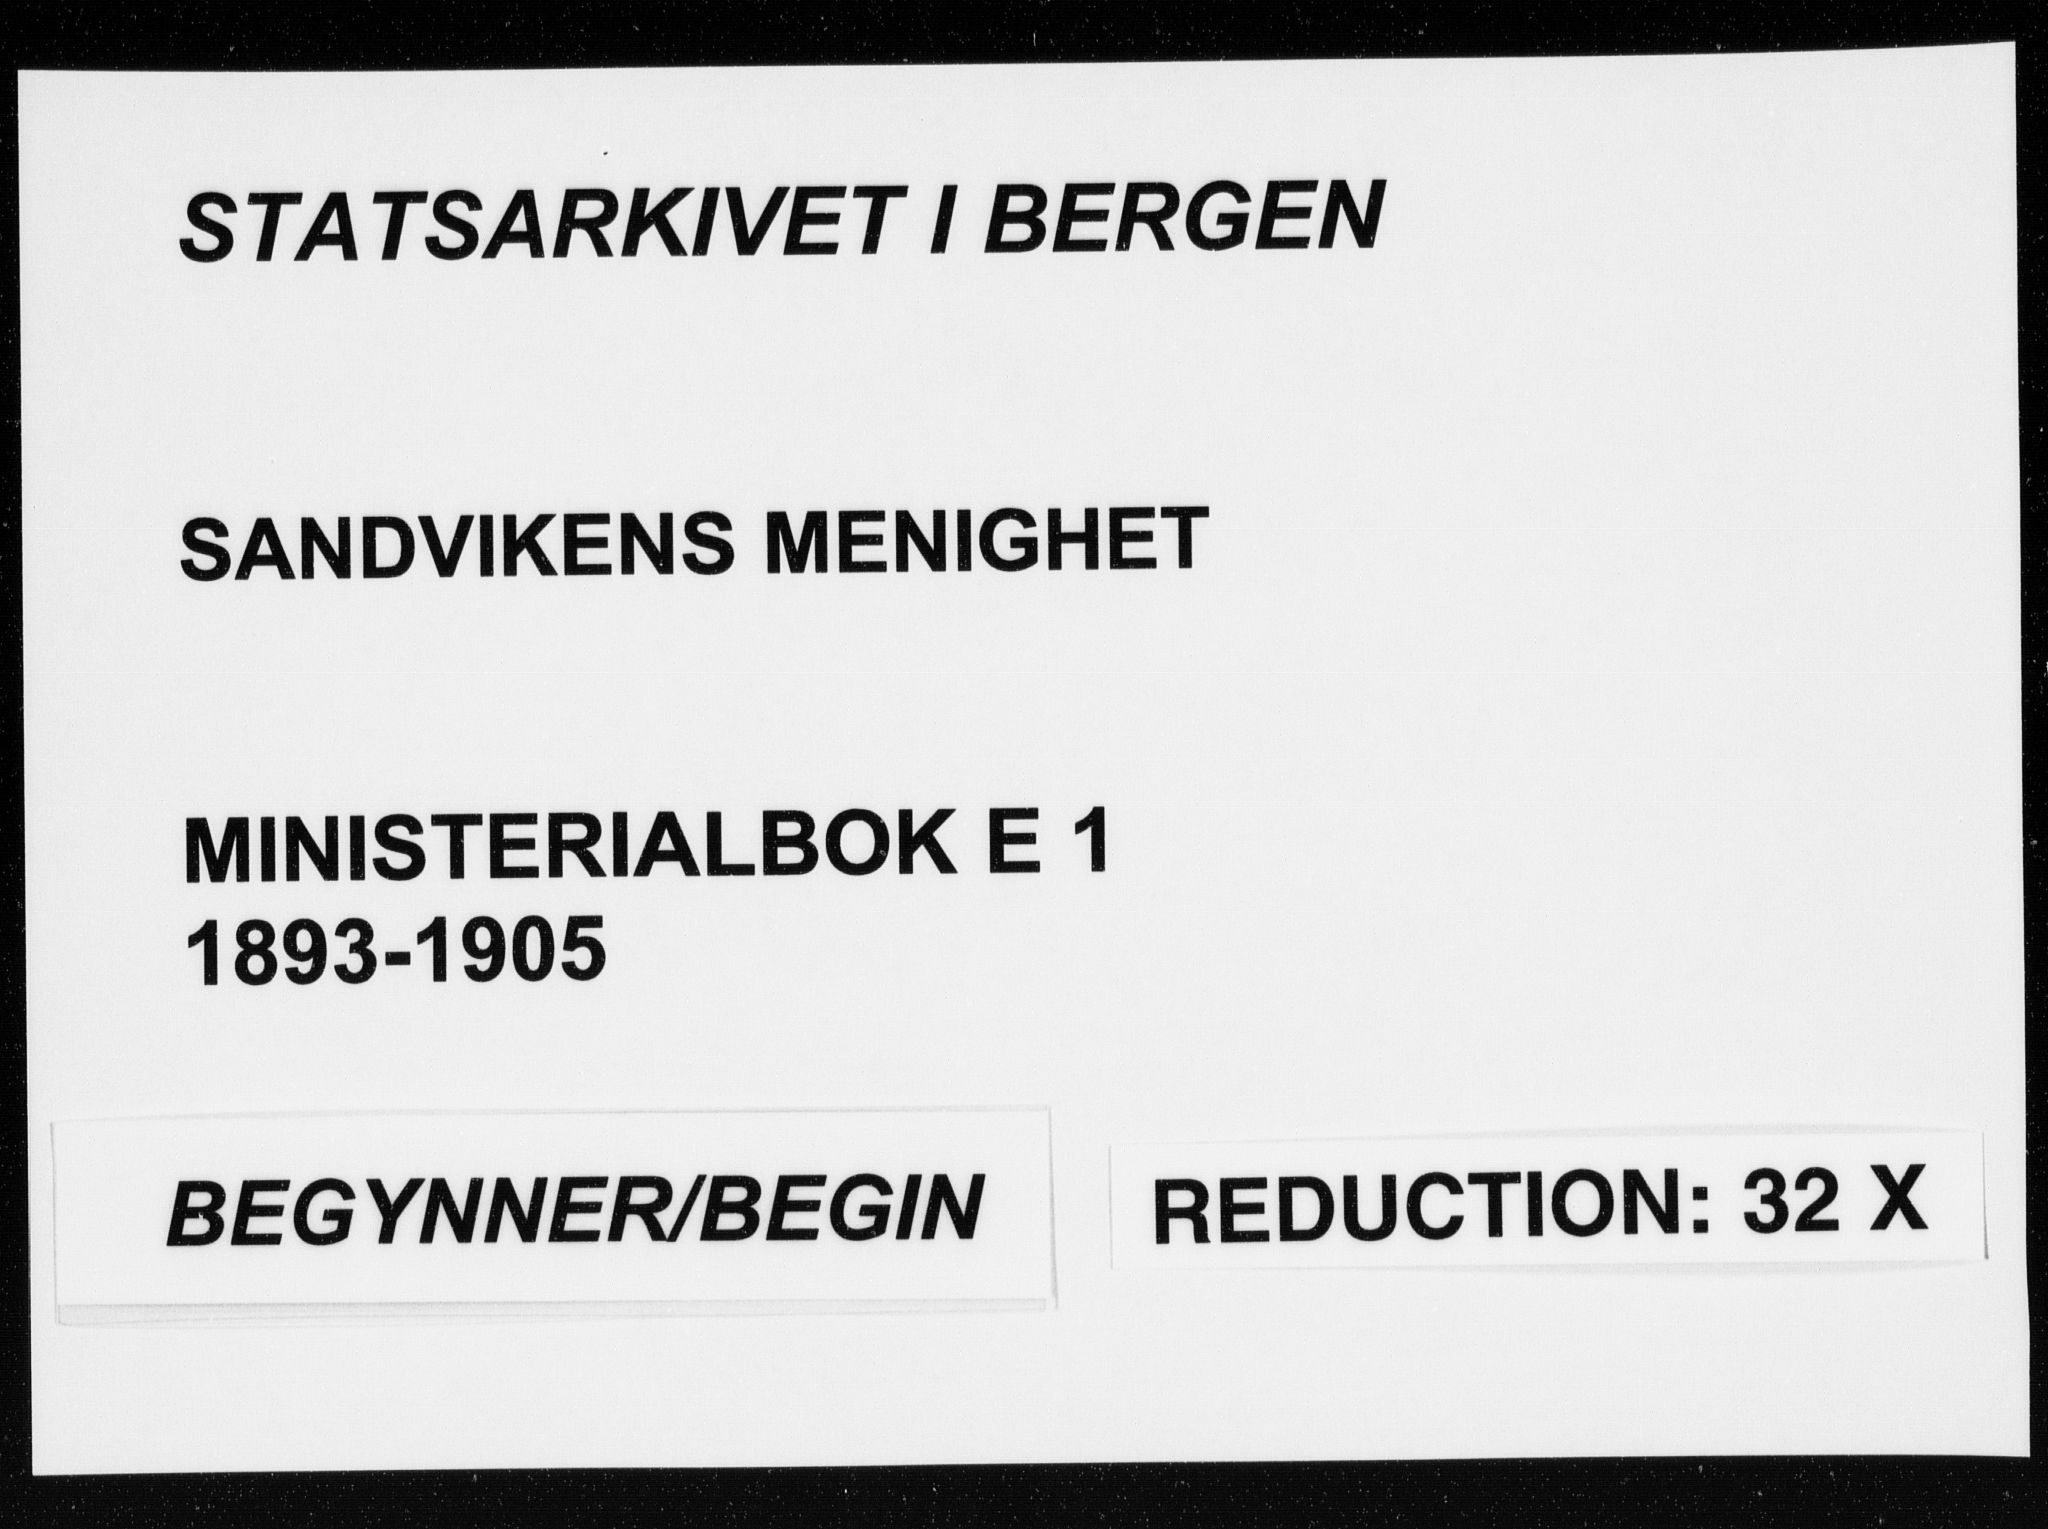 STATSARKIVET I BERGEN
SANDVIKENS MENIGHET
MINISTERIALBOK E 1
1893-1905
BEGYNNER/BEGIN
REDUCTION: 32 X